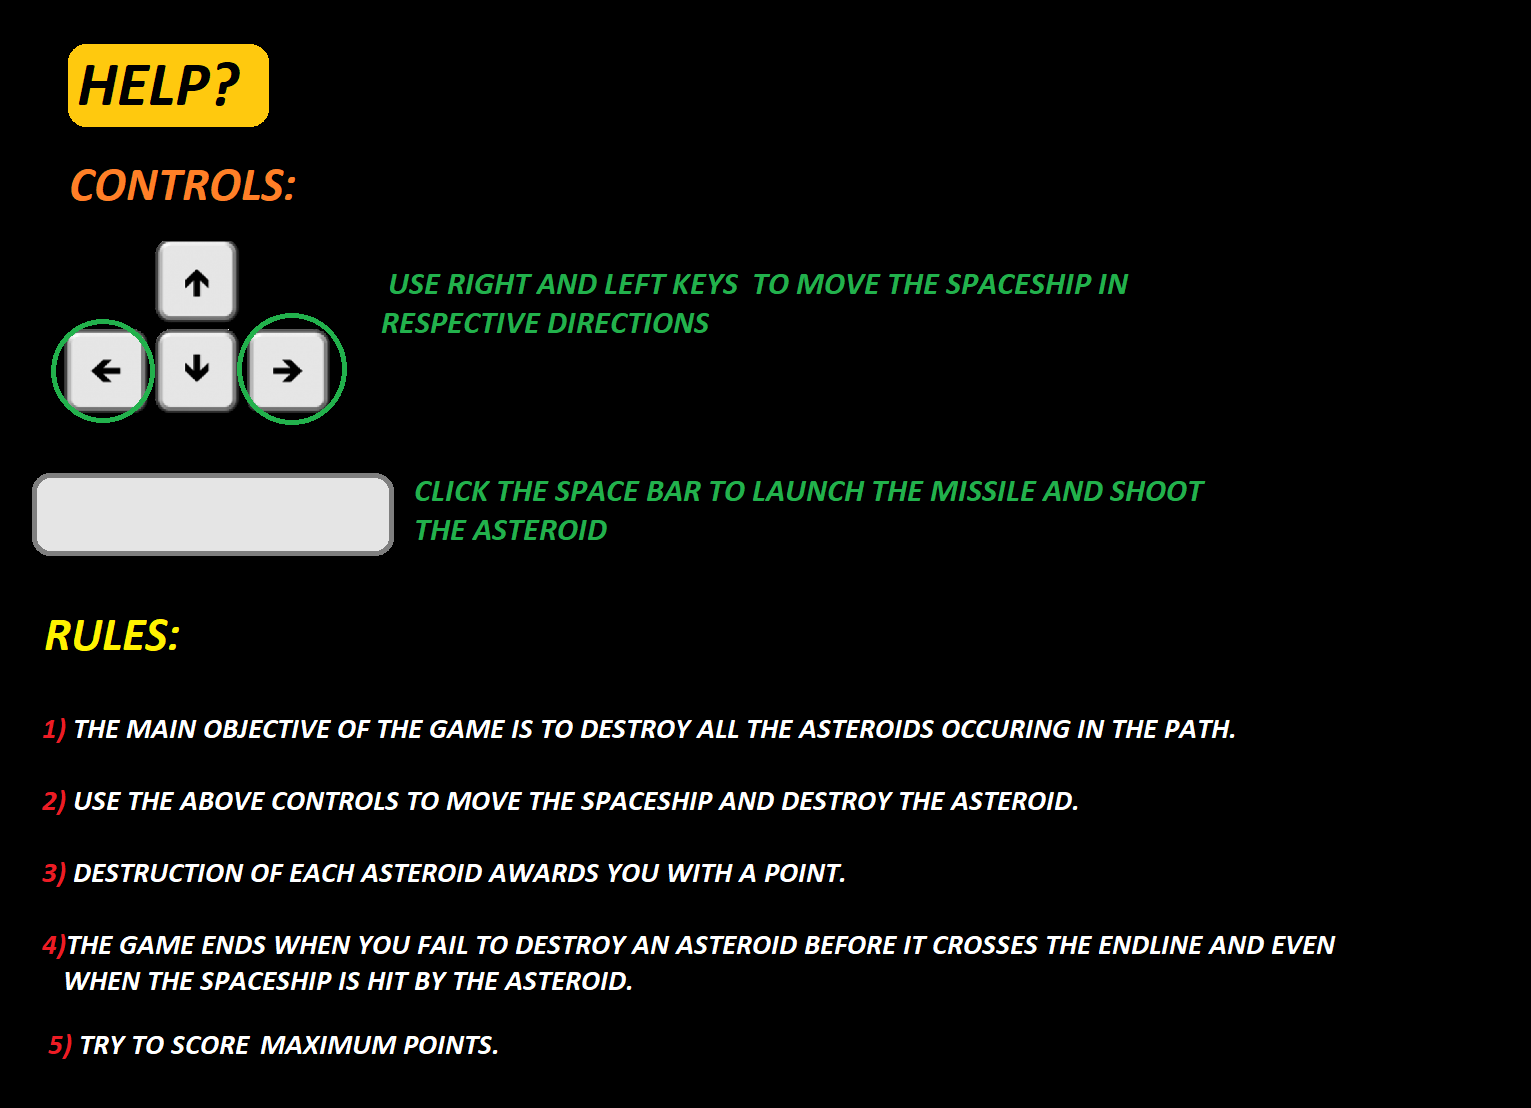 HELP?
CONTROLS:
USE RIGHT AND LEFT KEYS TO MOVE THE SPACESHIP IN
RESPECTIVE DIRECTIONS
CLICK THE SPACE BAR TO LAUNCH THE MISSILE AND SHOOT
THE ASTEROID
RULES:
1) THE MAIN OBJECTIVE OF THE GAME IS TO DESTROY ALL THE ASTEROIDS OCCURING IN THE PATH.
2) USE THE ABOVE CONTROLS TO MOVE THE SPACESHIP AND DESTROY THE ASTEROID.
3) DESTRUCTION OF EACH ASTEROID AWARDS YOU WITH A POINT.
4)THE GAME ENDS WHEN YOU FAIL TO DESTROY AN ASTEROID BEFORE IT CROSSES THE ENDLINE AND EVEN
WHEN THE SPACESHIP IS HIT BY THE ASTEROID.
5) TRY TO SCORE MAXIMUM POINTS.